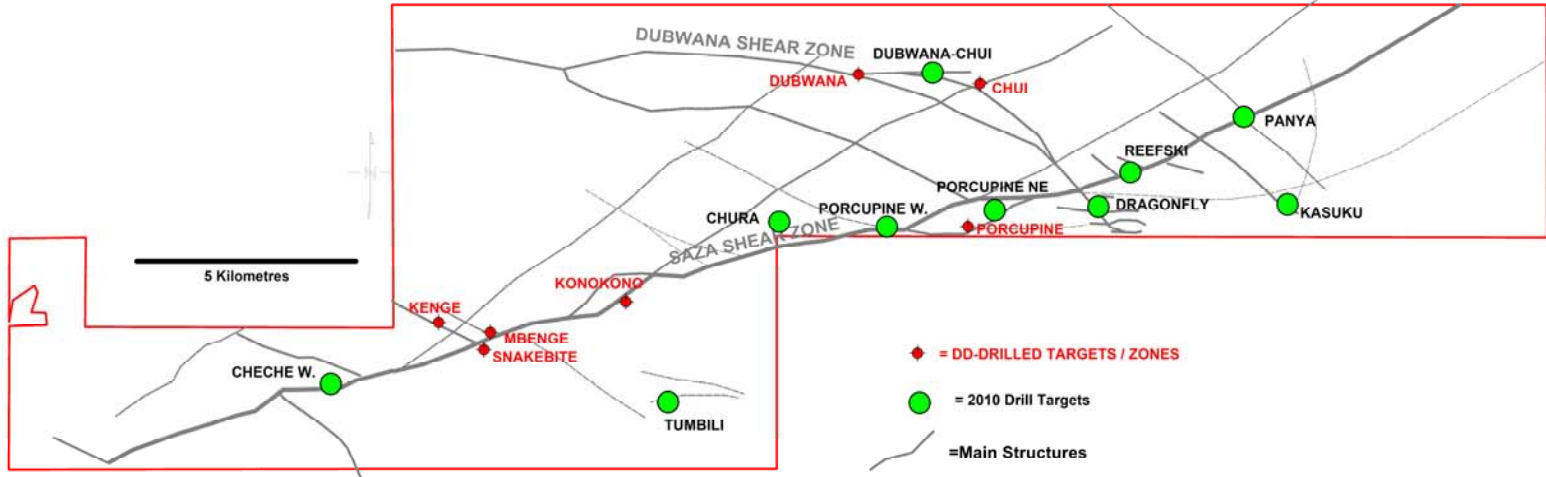 DUBWANA SHEAR ZONE
DUBWANA-CHUI
DUBWANA
CHUI
PANYA
REEFSKI
N
PORCUPINE NE
CHURA
PORCUPINE W.
DRAGONFLY
KASUKU
PORCUPINE
SAZA SHEAR ZONE
5 Kilometres
KONOKONO
KENGE
MBENGE
SNAKEBITE
CHECHE W.
TUMBILI
= DD-DRILLED TARGETS / ZONES
= 2010 Drill Targets
=Main Structures